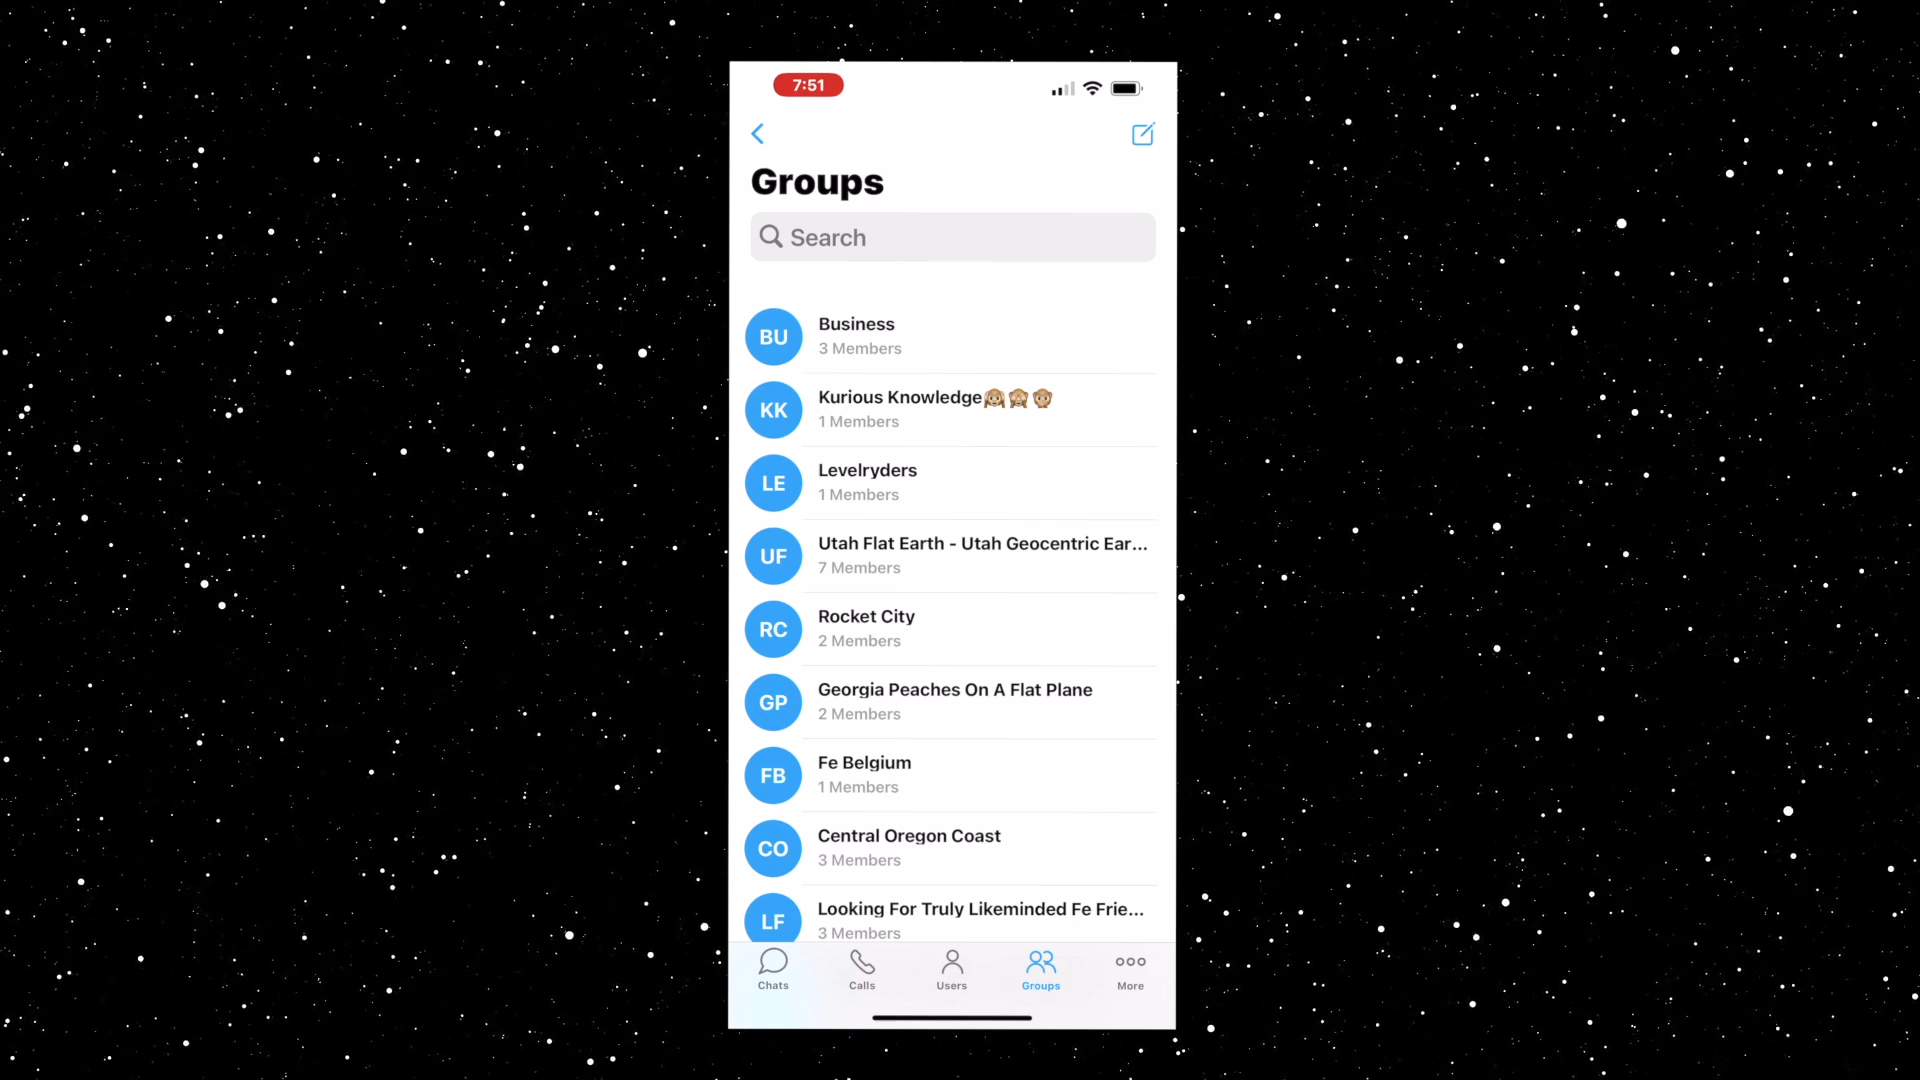 7:51
Groups
Search
BU
Business
3 Members
KK
Kurious Knowledge🙉🙈🙊
1 Members
LE
Levelryders
1 Members
UF
Utah Flat Earth - Utah Geocentric Ear...
7 Members
RC
Rocket City
2 Members
GP
Georgia Peaches On A Flat Plane
2 Members
FB
Fe Belgium
1 Members
CO
Central Oregon Coast
3 Members
LF
Looking For Truly Likeminded Fe Frie...
3 Members
Chats Calls Users Groups More